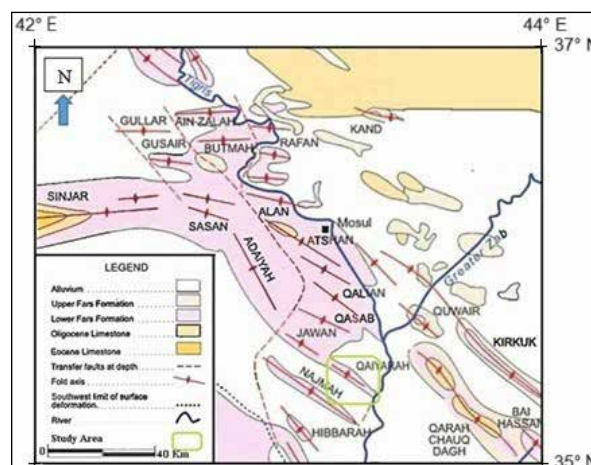 42° E
44° E
37° N
N
Tigris
GULLAR
AIN-ZALAH
KAND
GUSAIR
BUTMAH
RAFAN
SINJAR
ALAN
Mosul
SASAN
ATSHAN
ADAIYAH
Greater Zab
QALIAN
QASAB
QUWAIR
JAWAN
KIRKUK
QAIYARAH
NAJMAH
HIBBARAH
QARAH
CHAUQ
DAGH
BAI
HASSAN
35° N
LEGEND
Alluvium
Upper Fars Formation
Lower Fars Formation
Oligocene Limestone
Eocene Limestone
Transfer faults at depth
Fold axis
Southwest limit of surface
deformation.
River
Study Area
0 40 Km